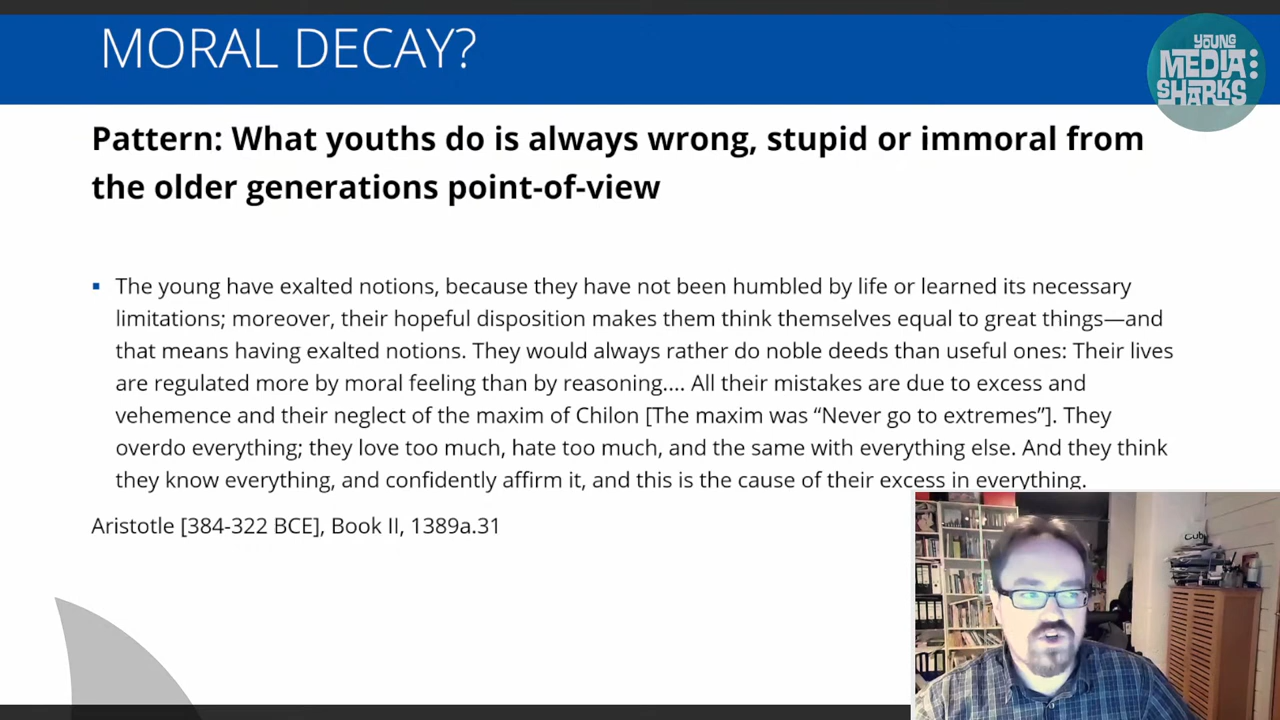 MORAL DECAY?
YOUNG
MEDIA
SHARKS
Pattern: What youths do is always wrong, stupid or immoral from
the older generations point-of-view
▪ The young have exalted notions, because they have not been humbled by life or learned its necessary
limitations; moreover, their hopeful disposition makes them think themselves equal to great things—and
that means having exalted notions. They would always rather do noble deeds than useful ones: Their lives
are regulated more by moral feeling than by reasoning.... All their mistakes are due to excess and
vehemence and their neglect of the maxim of Chilon [The maxim was “Never go to extremes”]. They
overdo everything; they love too much, hate too much, and the same with everything else. And they think
they know everything, and confidently affirm it, and this is the cause of their excess in everything.
Aristotle [384-322 BCE], Book II, 1389a.31